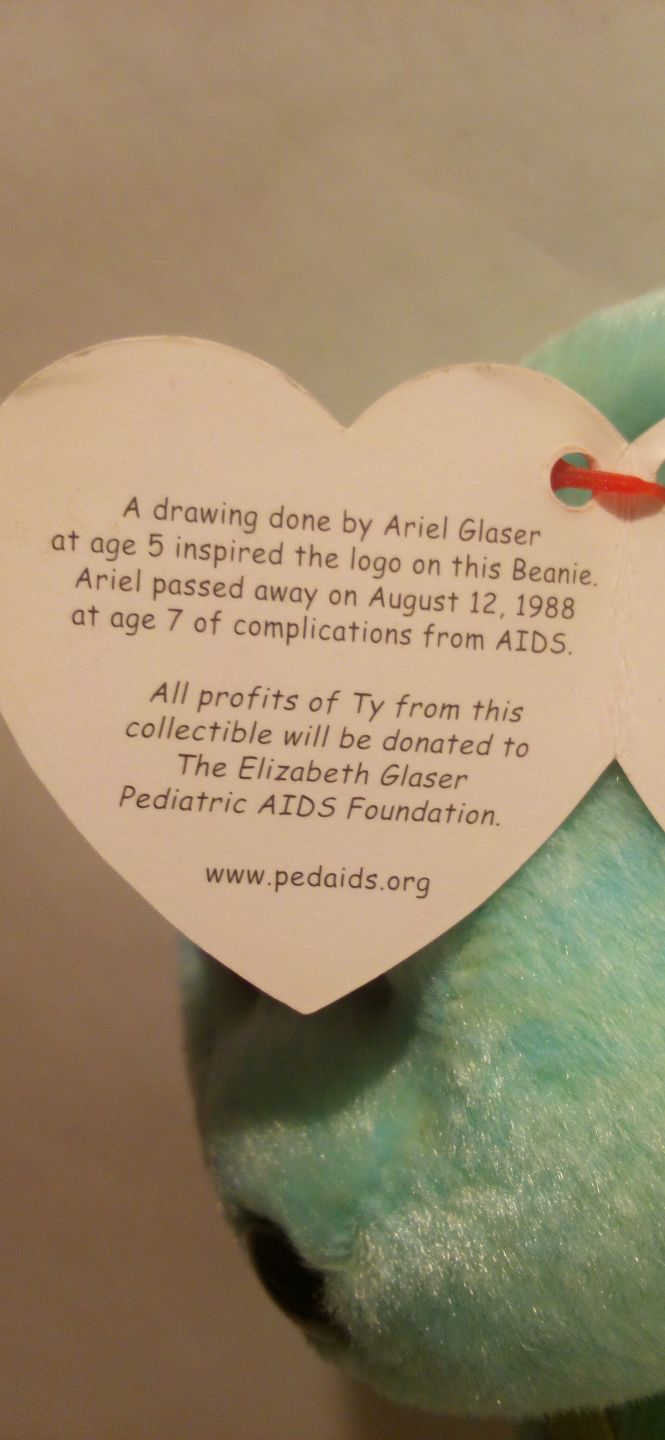 A drawing done by Ariel Glaser
at age 5 inspired the logo on this Beanie.
Ariel passed away on August 12, 1988
at age 7 of complications from AIDS.
All profits of Ty from this
collectible will be donated to
The Elizabeth Glaser
Pediatric AIDS Foundation.
www.pedaids.org